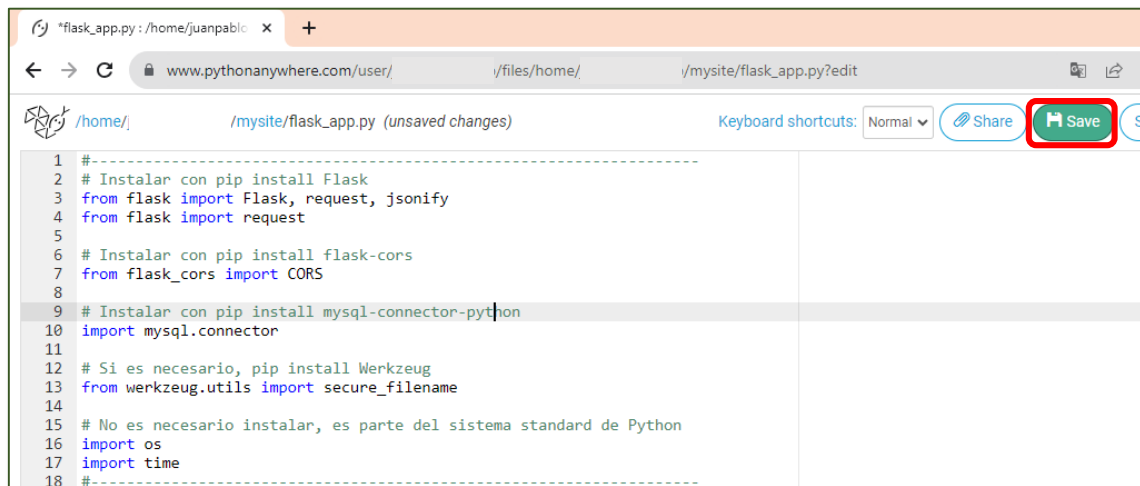 *flask_app.py : /home/juanpablo
www.pythonanywhere.com/user/ /files/home/ /mysite/flask_app.py?edit
/home/ /mysite/flask_app.py (unsaved changes) Keyboard shortcuts: Normal Share Save S
1 #-------------------------------------------------------------------
2 # Instalar con pip install Flask
3 from flask import Flask, request, jsonify
4 from flask import request
5
6 # Instalar con pip install flask-cors
7 from flask_cors import CORS
8
9 # Instalar con pip install mysql-connector-python
10 import mysql.connector
11
12 # Si es necesario, pip install Werkzeug
13 from werkzeug.utils import secure_filename
14
15 # No es necesario instalar, es parte del sistema standard de Python
16 import os
17 import time
18 #-------------------------------------------------------------------